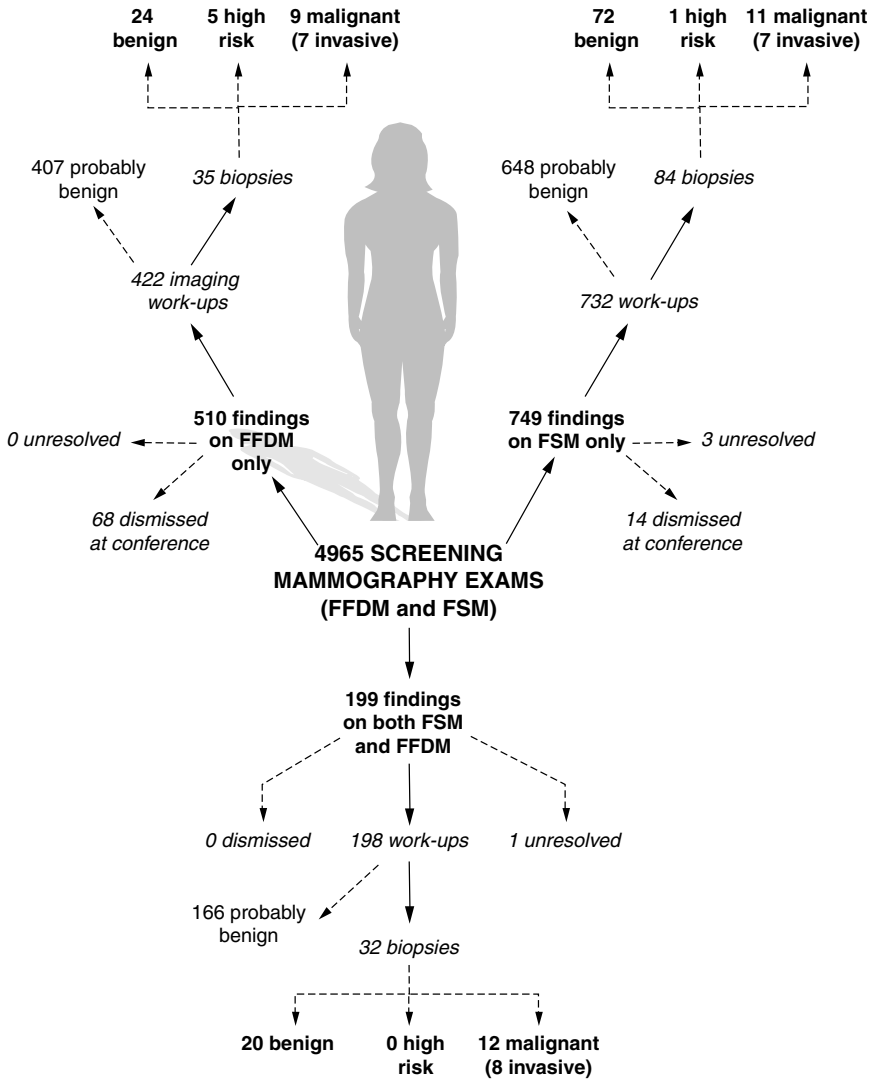 24
benign
5 high
risk
9 malignant
(7 invasive)
72
benign
1 high
risk
11 malignant
(7 invasive)
407 probably
benign
35 biopsies
648 probably
benign
84 biopsies
422 imaging
work-ups
732 work-ups
510 findings
on FFDM
only
0 unresolved
749 findings
on FSM only
3 unresolved
68 dismissed
at conference
14 dismissed
at conference
4965 SCREENING
MAMMOGRAPHY EXAMS
(FFDM and FSM)
199 findings
on both FSM
and FFDM
0 dismissed
198 work-ups
1 unresolved
166 probably
benign
32 biopsies
20 benign
0 high
risk
12 malignant
(8 invasive)